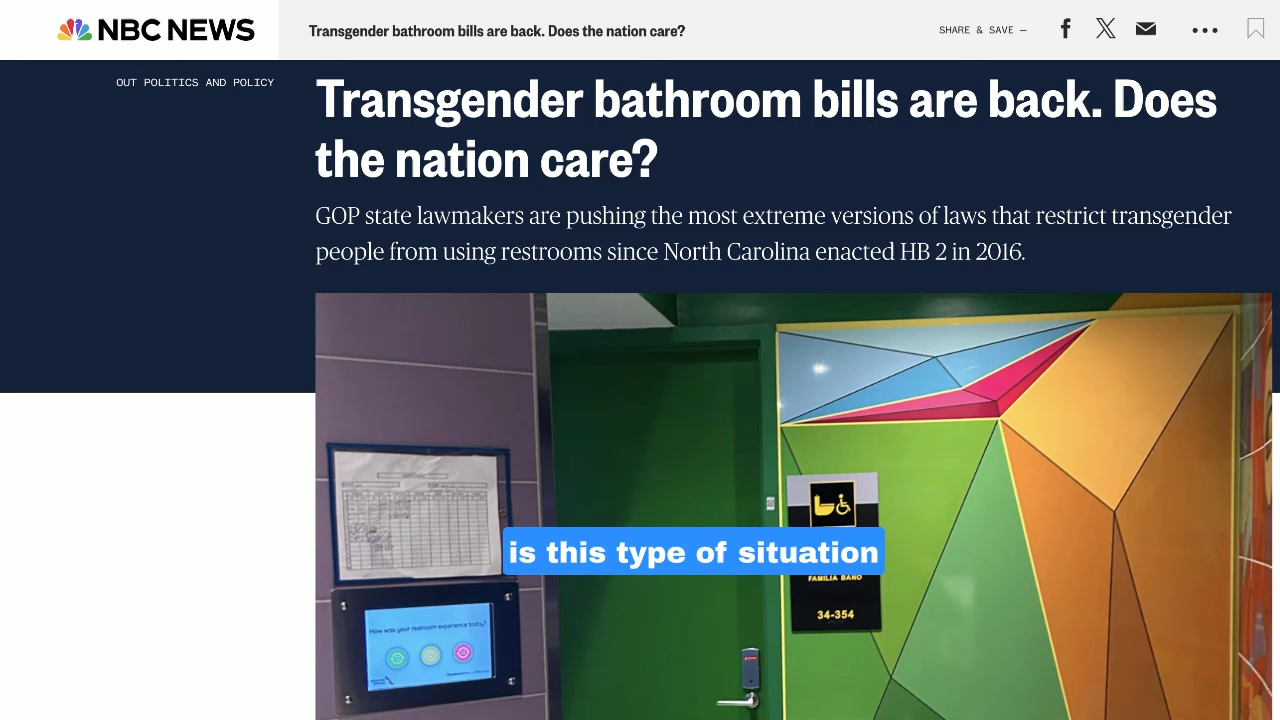 NBC NEWS
Transgender bathroom bills are back. Does the nation care?
SHARE & SAVE —
OUT POLITICS AND POLICY
Transgender bathroom bills are back. Does
the nation care?
GOP state lawmakers are pushing the most extreme versions of laws that restrict transgender
people from using restrooms since North Carolina enacted HB 2 in 2016.
is this type of situation
34-354
How was your restroom experience today?